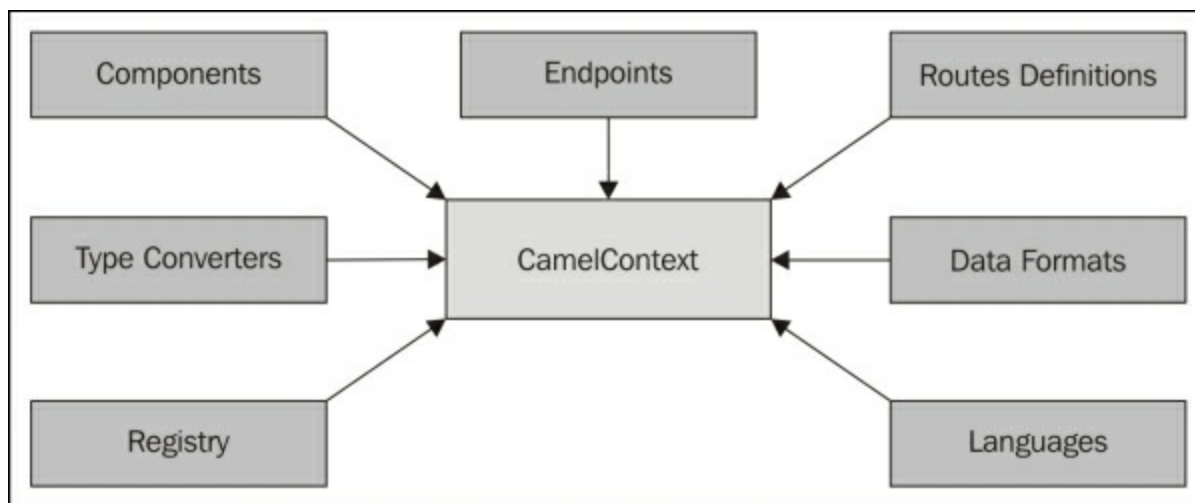 Components
Endpoints
Routes Definitions
Type Converters
CamelContext
Data Formats
Registry
Languages